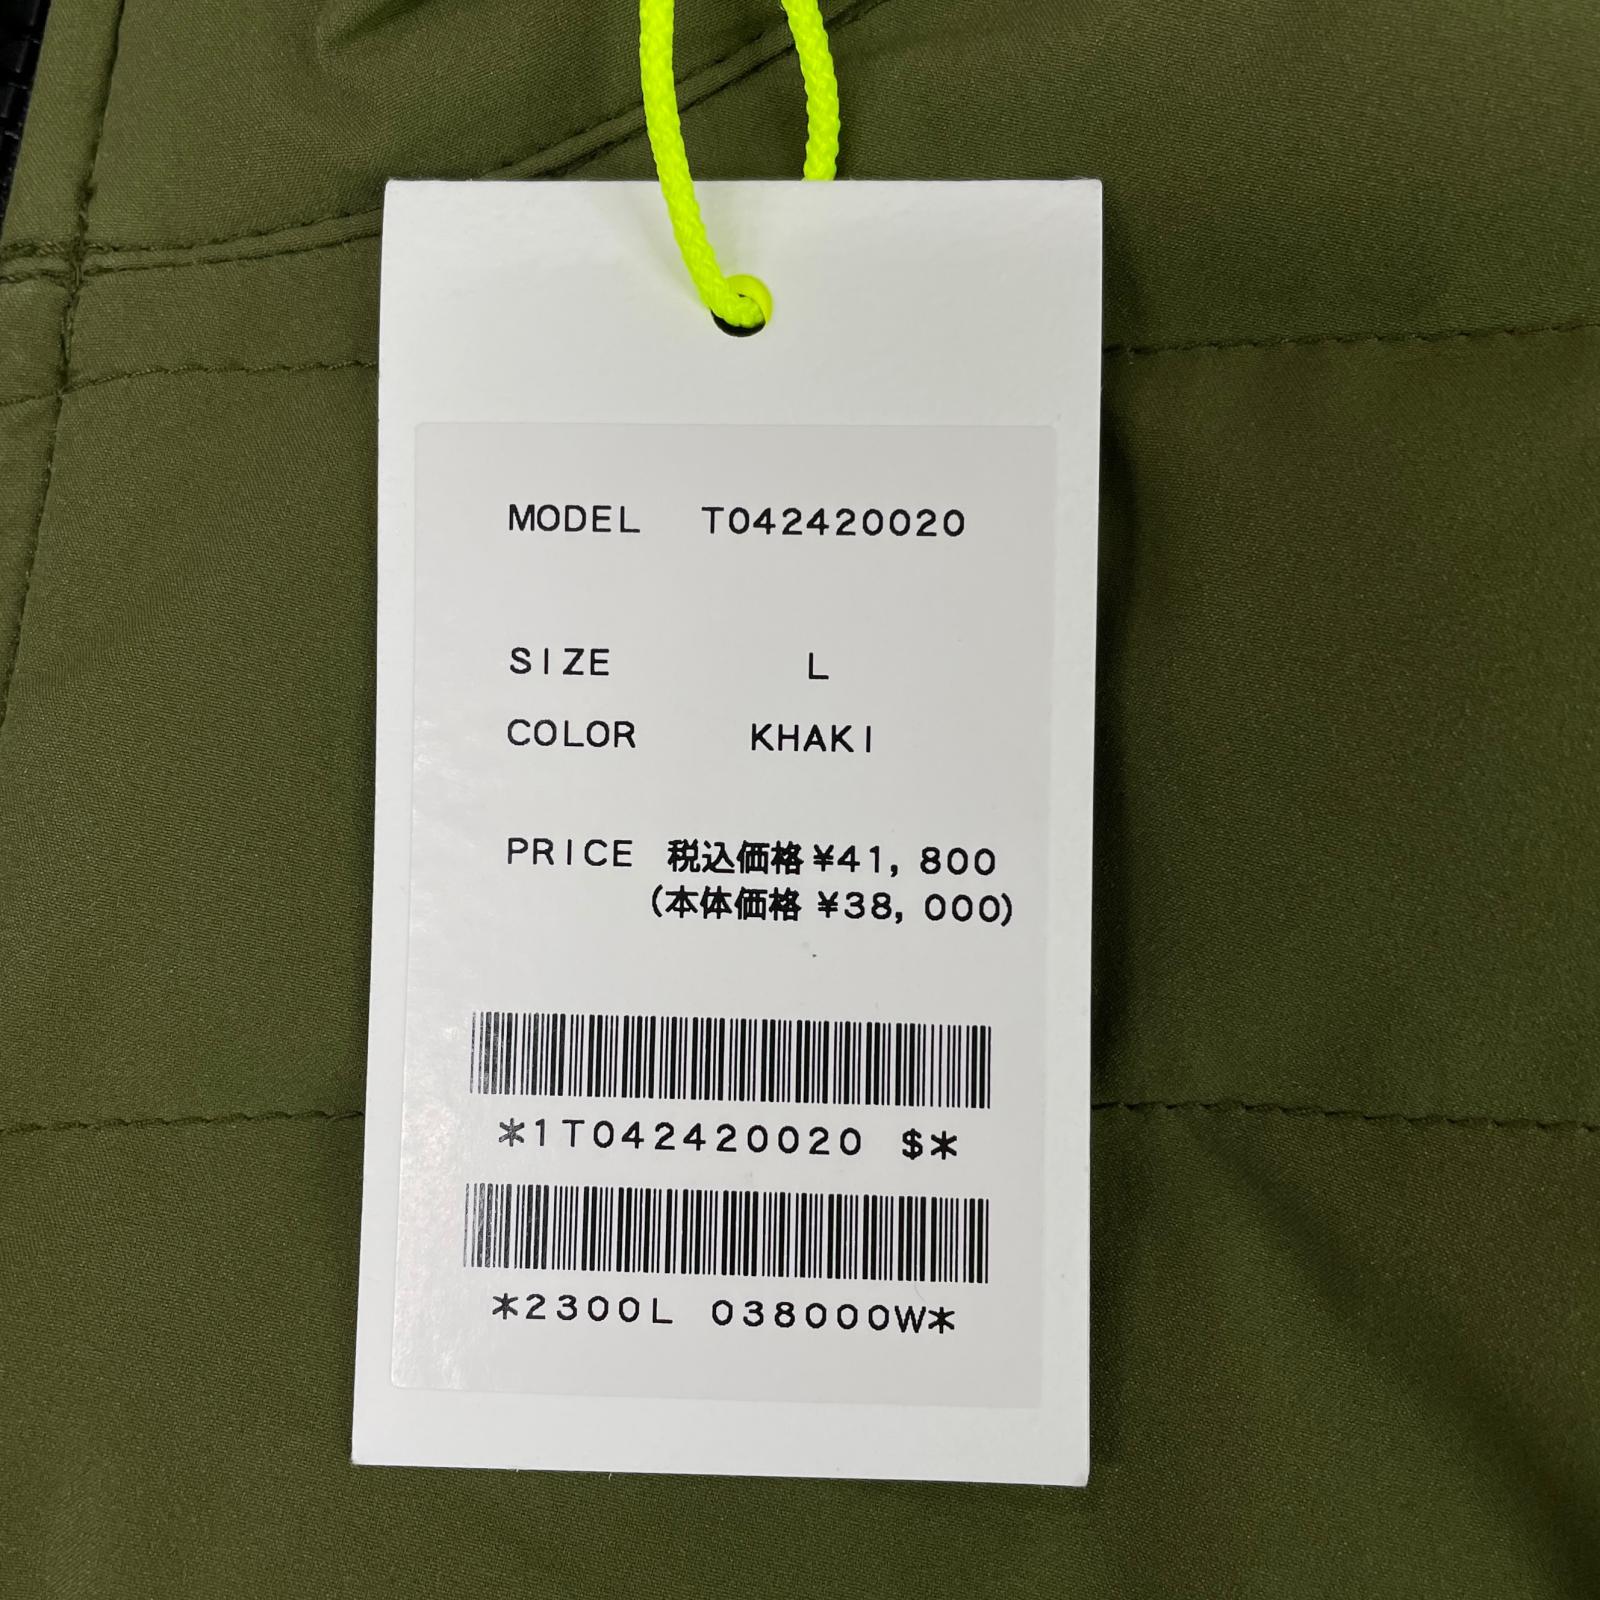 MODEL T042420020
SIZE L
COLOR KHAKI
PRICE 税込価格 ¥41,800
(本体価格 ¥38,000)
*1T042420020 $*
*2300L 038000W*